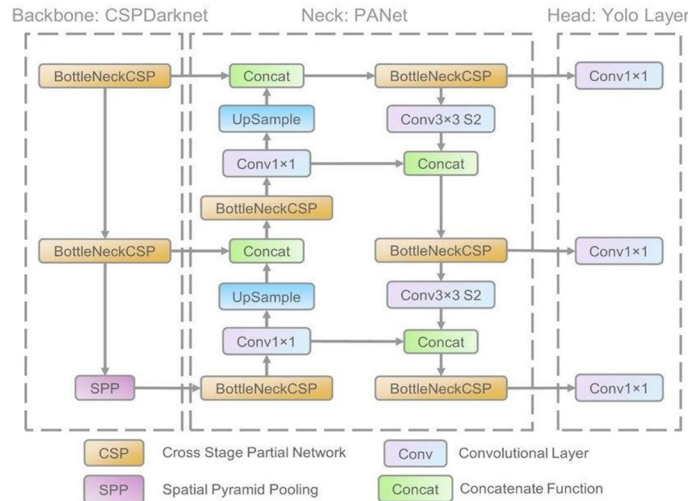 Backbone: CSPDarknet Neck: PANet Head: Yolo Layer
BottleNeckCSP Concat BottleNeckCSP Conv1×1
UpSample Conv3×3 S2
Conv1×1 Concat
BottleNeckCSP
BottleNeckCSP Concat BottleNeckCSP Conv1×1
UpSample Conv3×3 S2
Conv1×1 Concat
SPP BottleNeckCSP BottleNeckCSP Conv1×1
CSP Cross Stage Partial Network Conv Convolutional Layer
SPP Spatial Pyramid Pooling Concat Concatenate Function